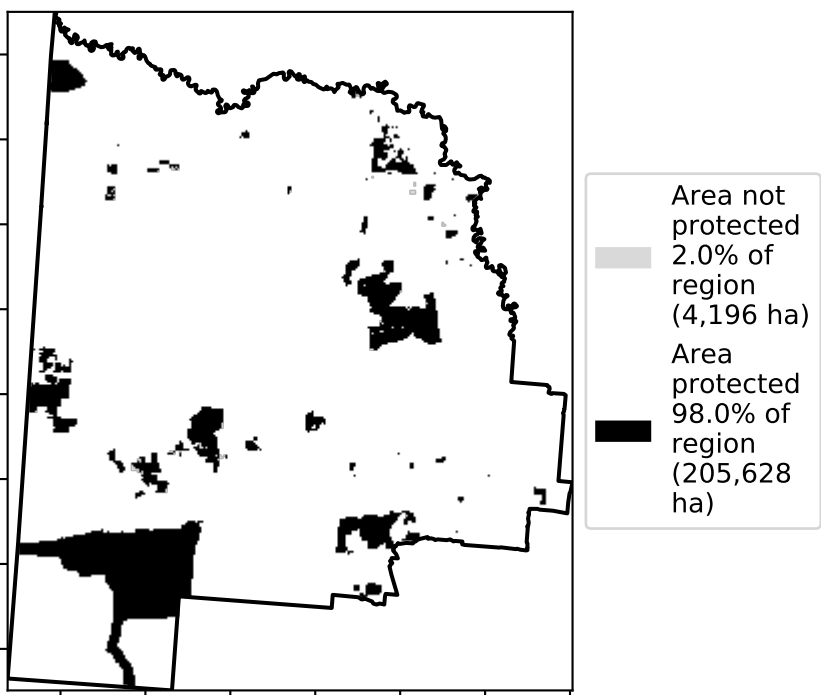 Area not
protected
2.0% of
region
(4,196 ha)
Area
protected
98.0% of
region
(205,628
ha)